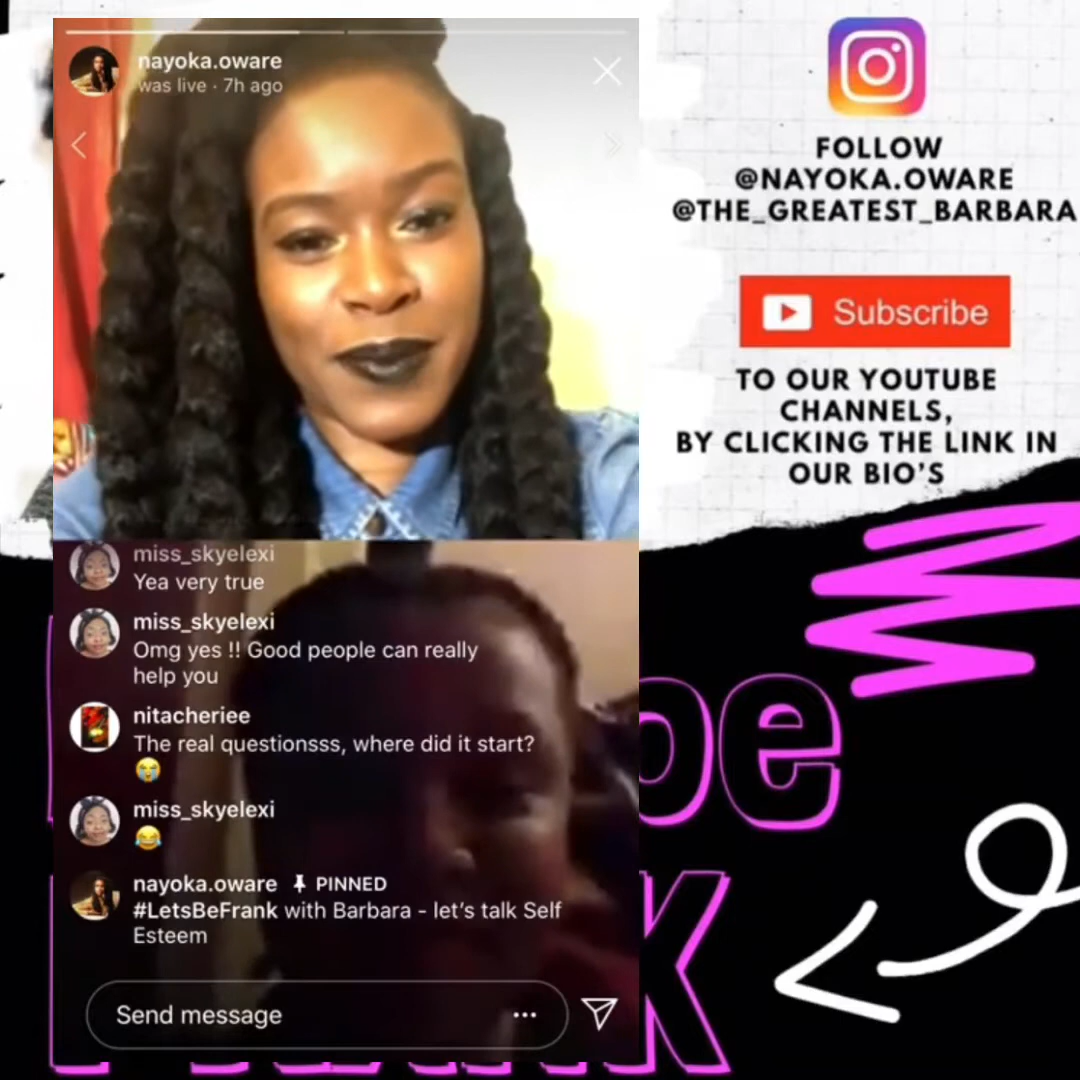 nayoka.oware
was live · 7h ago
miss_skyelexi
Yea very true
miss_skyelexi
Omg yes !! Good people can really
help you
nitacheriee
The real questionsss, where did it start?
😭
miss_skyelexi
😂
nayoka.oware PINNED
#LetsBeFrank with Barbara - let's talk Self
Esteem
Send message
FOLLOW
@NAYOKA.OWARE
@THE_GREATEST_BARBARA
Subscribe
TO OUR YOUTUBE
CHANNELS,
BY CLICKING THE LINK IN
OUR BIO'S
be